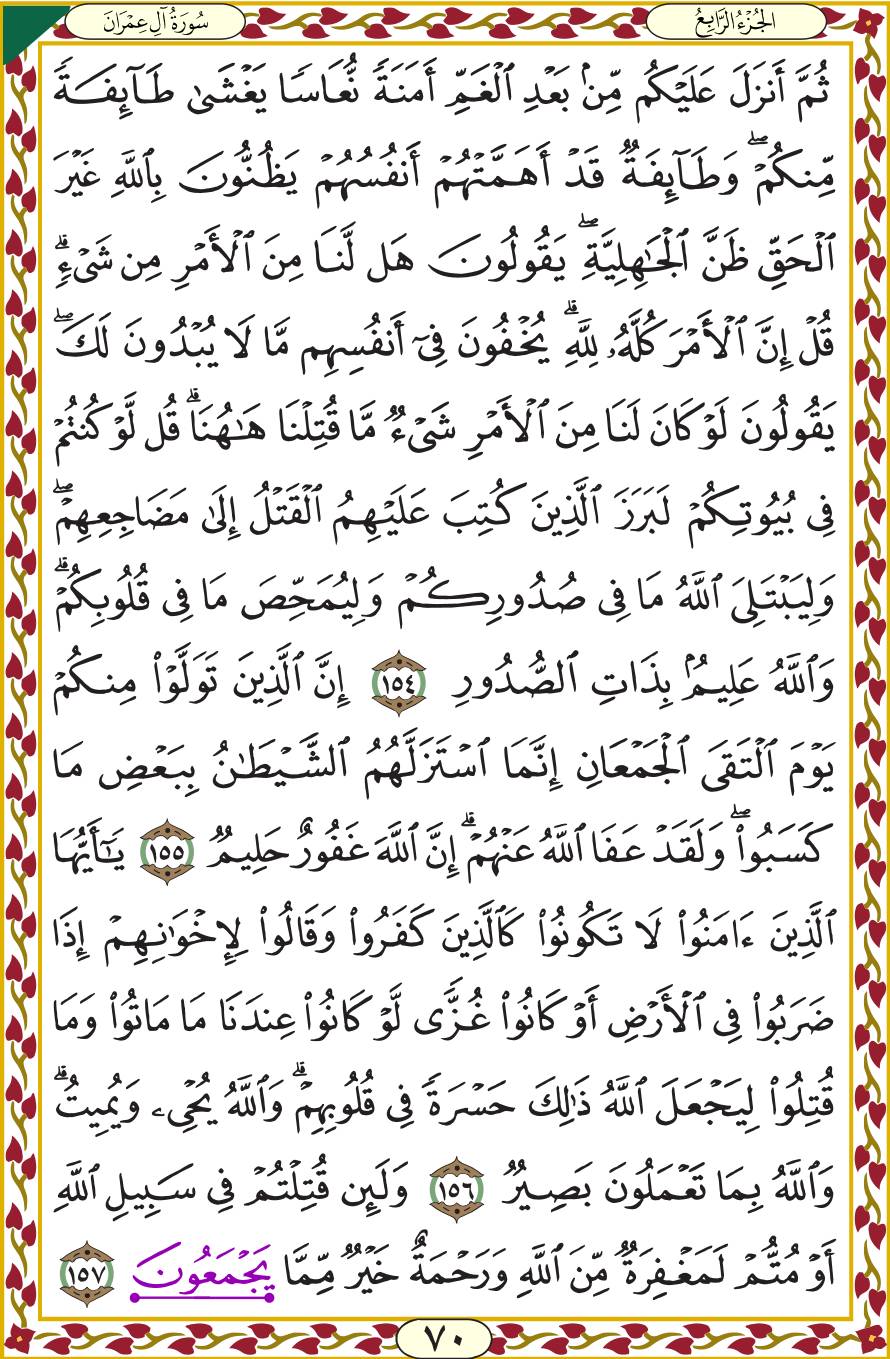 الجُزْءُ الرَّابِعُ
سُورَةُ آلِ عِمْرَانَ
ثُمَّ أَنزَلَ عَلَيْكُم مِّنۢ بَعْدِ ٱلْغَمِّ أَمَنَةً نُّعَاسًا يَغْشَىٰ طَآئِفَةً
مِّنكُمْ ۖ وَطَآئِفَةٌ قَدْ أَهَمَّتْهُمْ أَنفُسُهُمْ يَظُنُّونَ بِٱللَّهِ غَيْرَ
ٱلْحَقِّ ظَنَّ ٱلْجَـٰهِلِيَّةِ ۖ يَقُولُونَ هَل لَّنَا مِنَ ٱلْأَمْرِ مِن شَىْءٍ ۗ
قُلْ إِنَّ ٱلْأَمْرَ كُلَّهُۥ لِلَّهِ ۗ يُخْفُونَ فِىٓ أَنفُسِهِم مَّا لَا يُبْدُونَ لَكَ ۖ
يَقُولُونَ لَوْ كَانَ لَنَا مِنَ ٱلْأَمْرِ شَىْءٌ مَّا قُتِلْنَا هَـٰهُنَا ۗ قُل لَّوْ كُنتُمْ
فِى بُيُوتِكُمْ لَبَرَزَ ٱلَّذِينَ كُتِبَ عَلَيْهِمُ ٱلْقَتْلُ إِلَىٰ مَضَاجِعِهِمْ ۖ
وَلِيَبْتَلِىَ ٱللَّهُ مَا فِى صُدُورِكُمْ وَلِيُمَحِّصَ مَا فِى قُلُوبِكُمْ ۗ
وَٱللَّهُ عَلِيمٌۢ بِذَاتِ ٱلصُّدُورِ ١٥٤ إِنَّ ٱلَّذِينَ تَوَلَّوْا۟ مِنكُمْ
يَوْمَ ٱلْتَقَى ٱلْجَمْعَانِ إِنَّمَا ٱسْتَزَلَّهُمُ ٱلشَّيْطَـٰنُ بِبَعْضِ مَا
كَسَبُوا۟ ۖ وَلَقَدْ عَفَا ٱللَّهُ عَنْهُمْ ۗ إِنَّ ٱللَّهَ غَفُورٌ حَلِيمٌ ١٥٥ يَـٰٓأَيُّهَا
ٱلَّذِينَ ءَامَنُوا۟ لَا تَكُونُوا۟ كَٱلَّذِينَ كَفَرُوا۟ وَقَالُوا۟ لِإِخْوَٰنِهِمْ إِذَا
ضَرَبُوا۟ فِى ٱلْأَرْضِ أَوْ كَانُوا۟ غُزًّى لَّوْ كَانُوا۟ عِندَنَا مَا مَاتُوا۟ وَمَا
قُتِلُوا۟ لِيَجْعَلَ ٱللَّهُ ذَٰلِكَ حَسْرَةً فِى قُلُوبِهِمْ ۗ وَٱللَّهُ يُحْىِۦ وَيُمِيتُ ۗ
وَٱللَّهُ بِمَا تَعْمَلُونَ بَصِيرٌ ١٥٦ وَلَئِن قُتِلْتُمْ فِى سَبِيلِ ٱللَّهِ
أَوْ مُتُّمْ لَمَغْفِرَةٌ مِّنَ ٱللَّهِ وَرَحْمَةٌ خَيْرٌ مِّمَّا يَجْمَعُونَ ١٥٧
٧٠